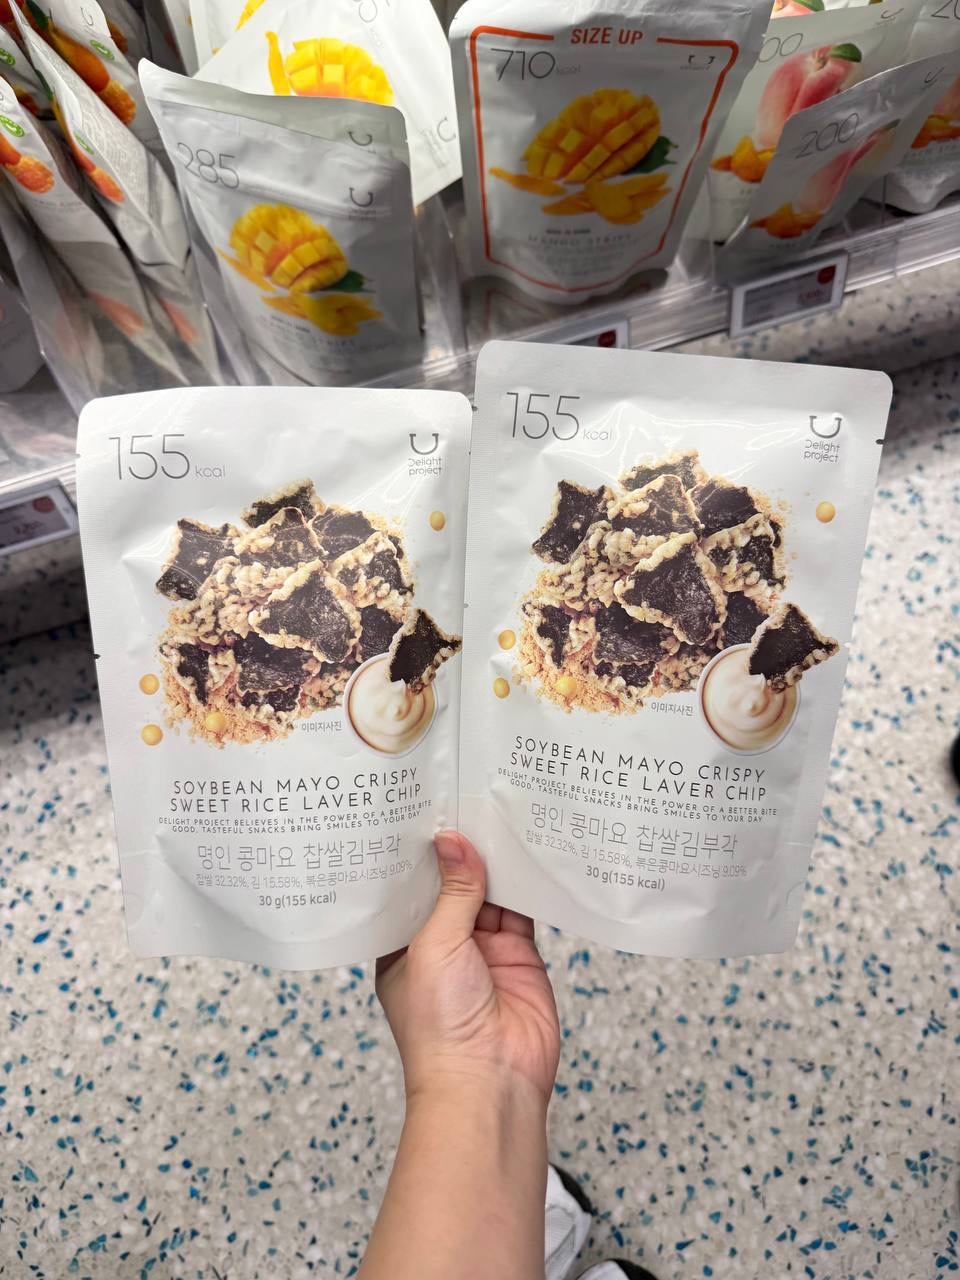 SIZE UP
710 kcal
285
200
MANGO STRIPS
155 kcal
Delight
project
이미지사진
SOYBEAN MAYO CRISPY
SWEET RICE LAVER CHIP
DELIGHT PROJECT BELIEVES IN THE POWER OF A BETTER BITE
GOOD, TASTEFUL SNACKS BRING SMILES TO YOUR DAY
명인 콩마요 찹쌀김부각
찹쌀 32.32%, 김 15.58%, 볶은콩마요시즈닝 9.09%
30 g(155 kcal)
155 kcal
Delight
project
이미지사진
SOYBEAN MAYO CRISPY
SWEET RICE LAVER CHIP
DELIGHT PROJECT BELIEVES IN THE POWER OF A BETTER BITE
GOOD, TASTEFUL SNACKS BRING SMILES TO YOUR DAY
명인 콩마요 찹쌀김부각
찹쌀 32.32%, 김 15.58%, 볶은콩마요시즈닝 9.09%
30 g(155 kcal)